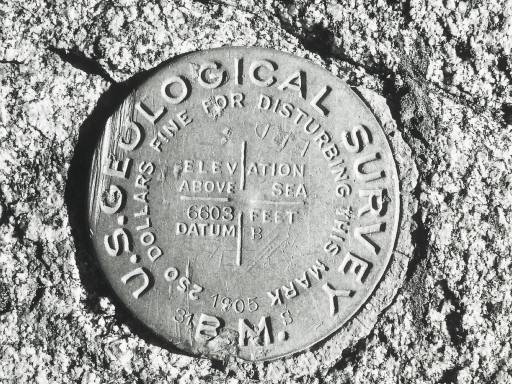 U.S. GEOLOGICAL SURVEY
B.M.
250 DOLLARS FINE FOR DISTURBING THIS MARK
ELEVATION
ABOVE SEA
6603 FEET
DATUM B
1905